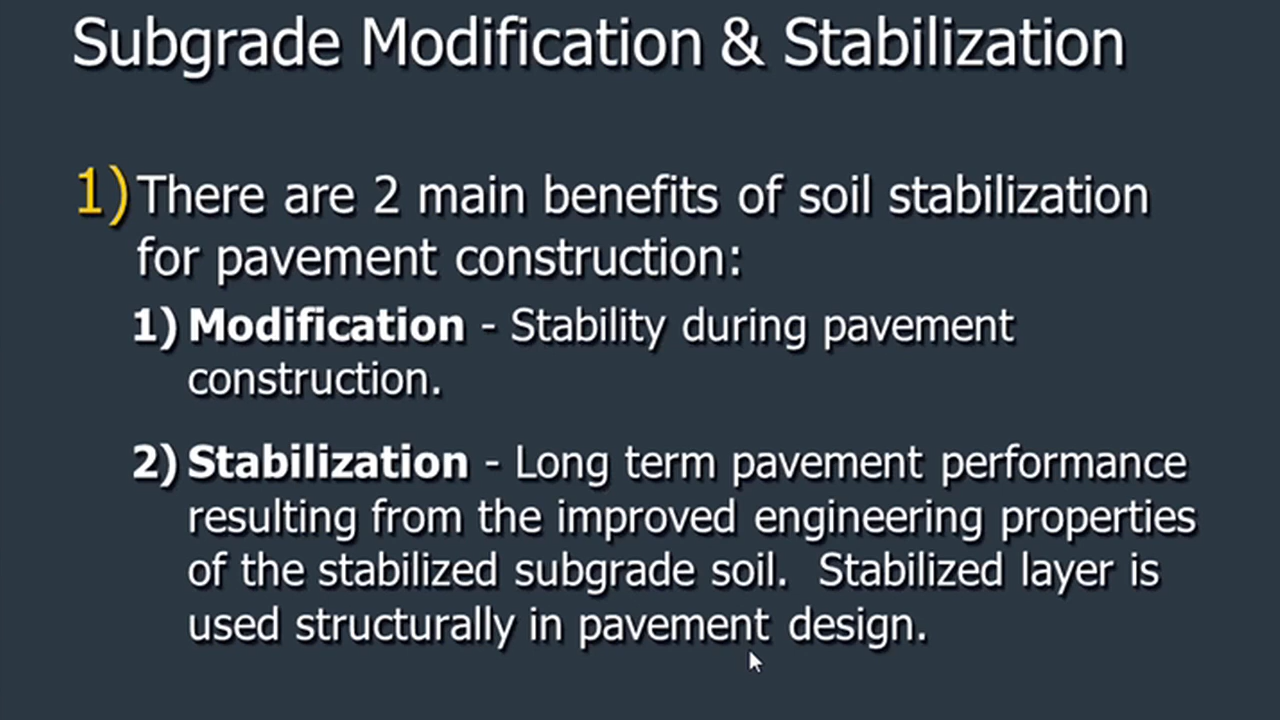 Subgrade Modification & Stabilization
1) There are 2 main benefits of soil stabilization
for pavement construction:
1) Modification - Stability during pavement
construction.
2) Stabilization - Long term pavement performance
resulting from the improved engineering properties
of the stabilized subgrade soil.  Stabilized layer is
used structurally in pavement design.